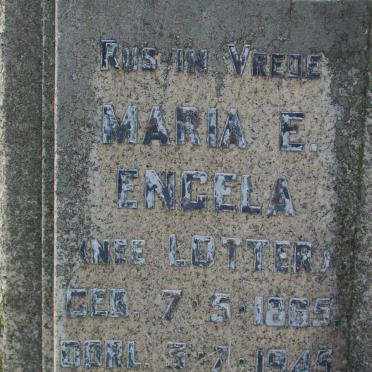 RUS IN VREDE
MARIA E.
ENGELA
(NEE LOTTER)
GEB. 7-5-1865.
OORL. 3-7-1945.